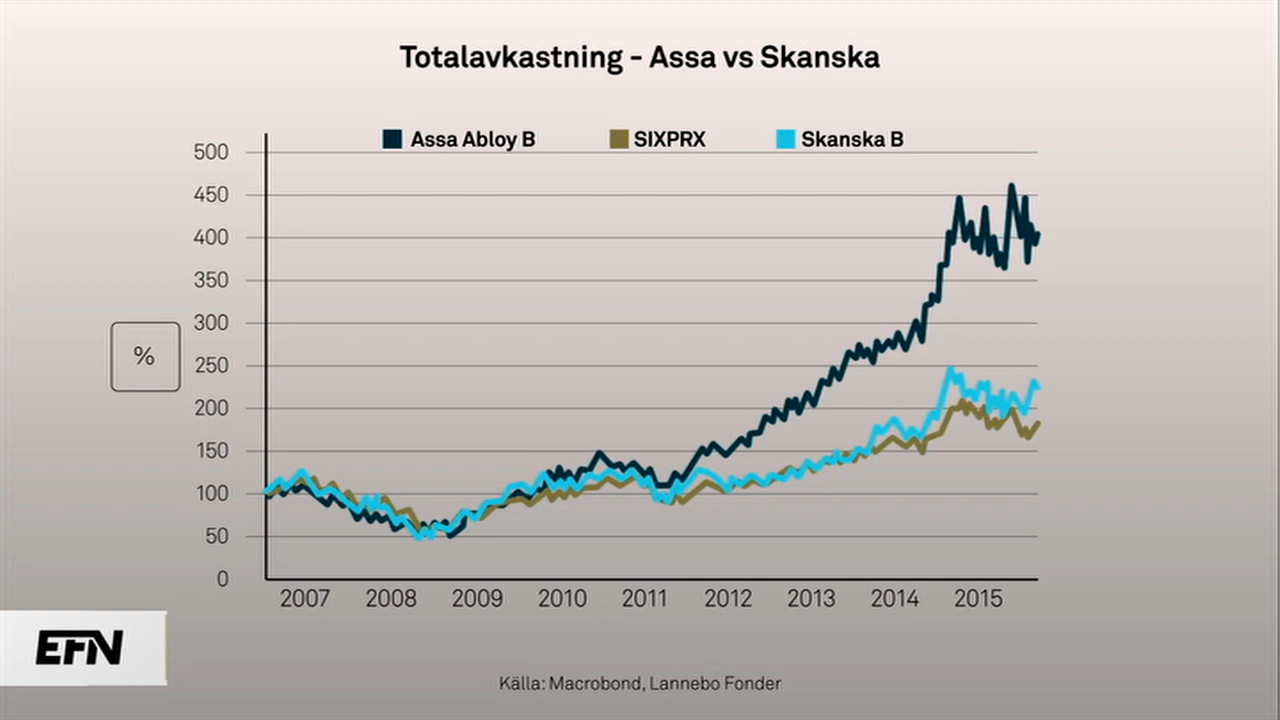 Totalavkastning - Assa vs Skanska
Assa Abloy B SIXPRX Skanska B
500
450
400
350
300
250
200
150
100
50
0
%
2007 2008 2009 2010 2011 2012 2013 2014 2015
EFN
Källa: Macrobond, Lannebo Fonder